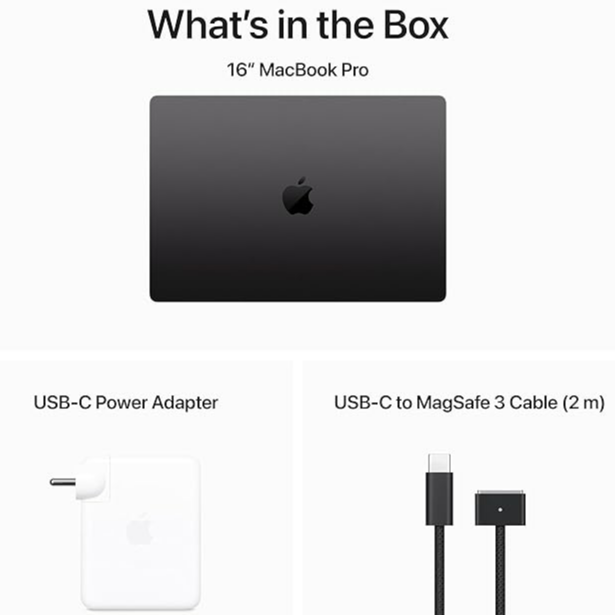 What's in the Box
16" MacBook Pro
USB-C Power Adapter
USB-C to MagSafe 3 Cable (2 m)